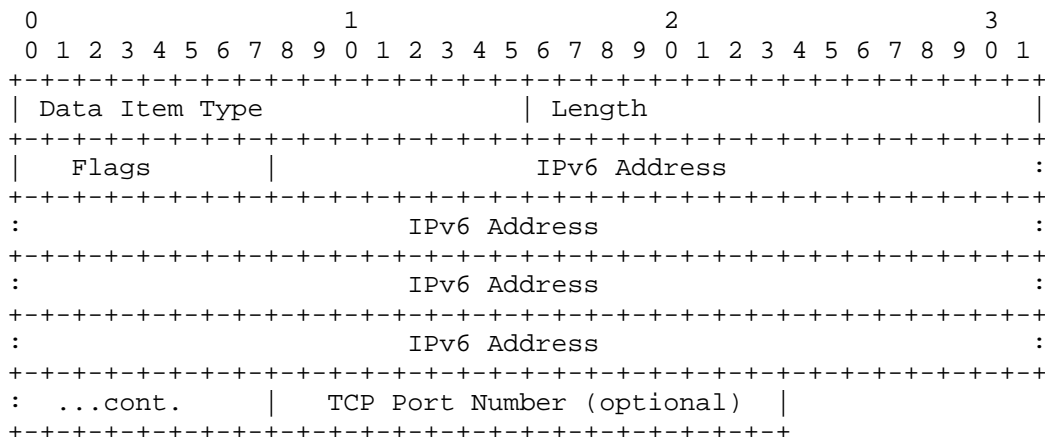 0                   1                   2                   3
 0 1 2 3 4 5 6 7 8 9 0 1 2 3 4 5 6 7 8 9 0 1 2 3 4 5 6 7 8 9 0 1
+-+-+-+-+-+-+-+-+-+-+-+-+-+-+-+-+-+-+-+-+-+-+-+-+-+-+-+-+-+-+-+-+
| Data Item Type                | Length                        |
+-+-+-+-+-+-+-+-+-+-+-+-+-+-+-+-+-+-+-+-+-+-+-+-+-+-+-+-+-+-+-+-+
|   Flags       |                IPv6 Address                   :
+-+-+-+-+-+-+-+-+-+-+-+-+-+-+-+-+-+-+-+-+-+-+-+-+-+-+-+-+-+-+-+-+
:                        IPv6 Address                           :
+-+-+-+-+-+-+-+-+-+-+-+-+-+-+-+-+-+-+-+-+-+-+-+-+-+-+-+-+-+-+-+-+
:                        IPv6 Address                           :
+-+-+-+-+-+-+-+-+-+-+-+-+-+-+-+-+-+-+-+-+-+-+-+-+-+-+-+-+-+-+-+-+
:                        IPv6 Address                           :
+-+-+-+-+-+-+-+-+-+-+-+-+-+-+-+-+-+-+-+-+-+-+-+-+-+-+-+-+-+-+-+-+
:  ...cont.     |   TCP Port Number (optional)  |
+-+-+-+-+-+-+-+-+-+-+-+-+-+-+-+-+-+-+-+-+-+-+-+-+